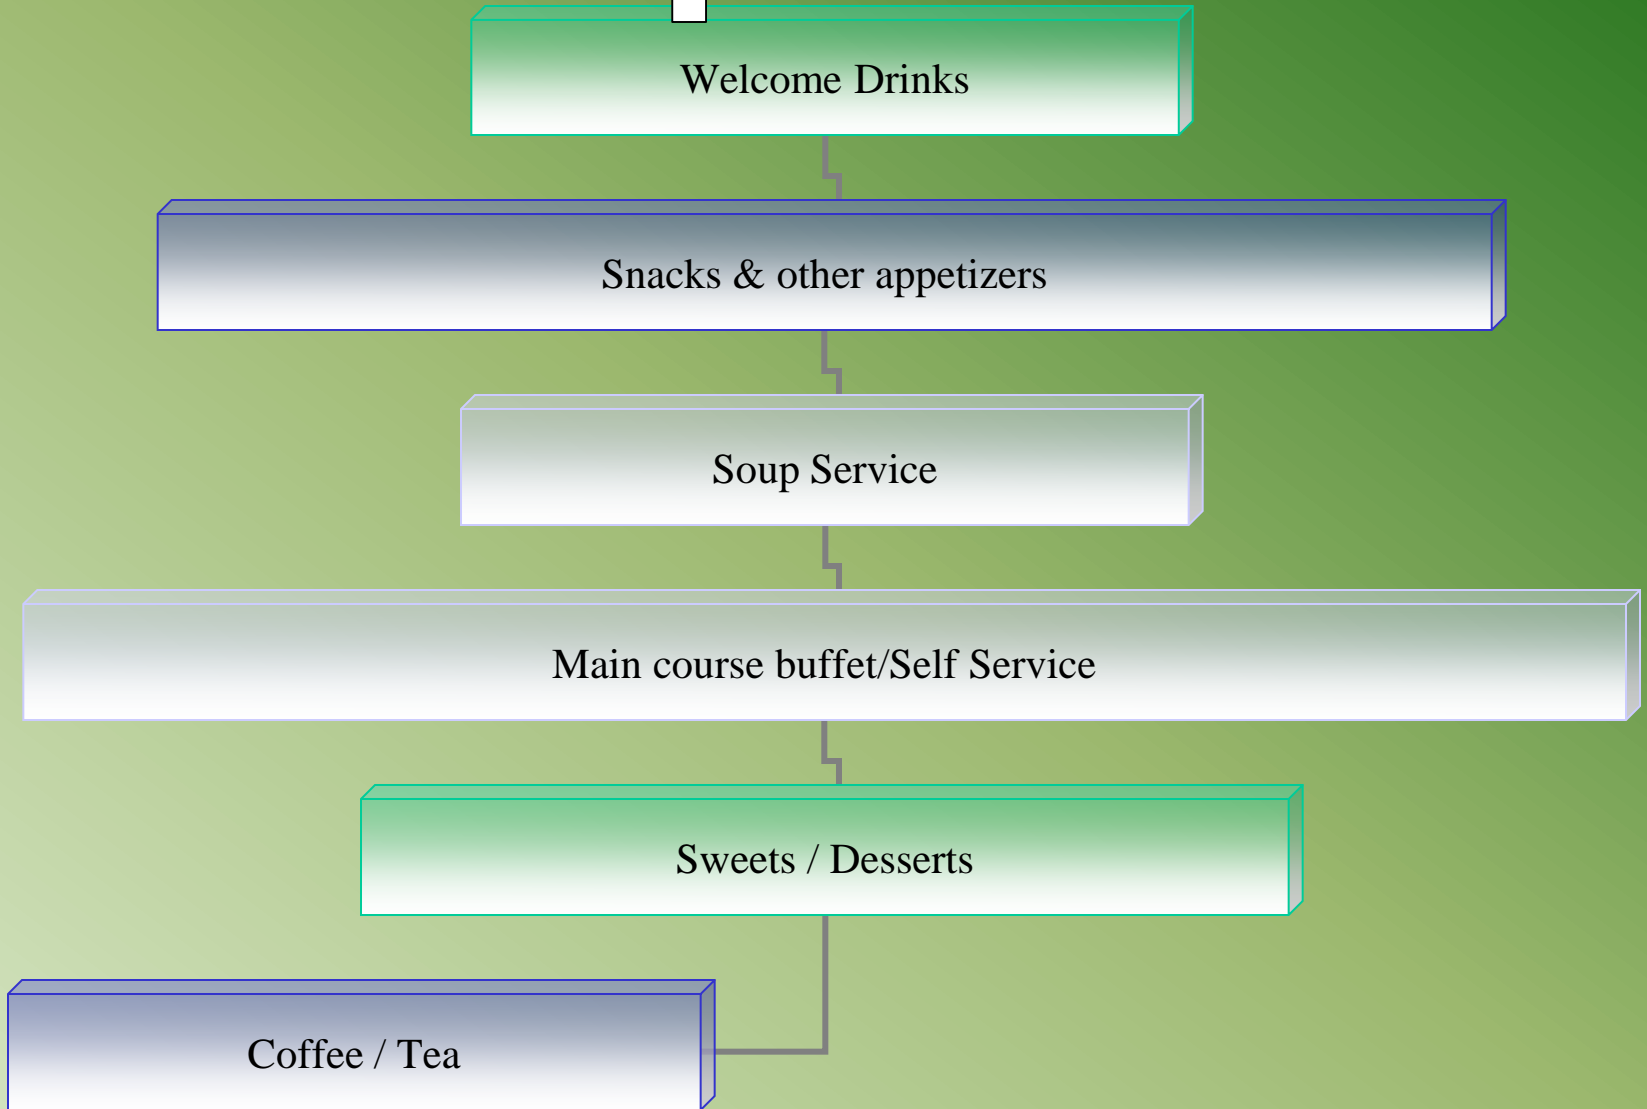 Welcome Drinks
Snacks & other appetizers
Soup Service
Main course buffet/Self Service
Sweets / Desserts
Coffee / Tea